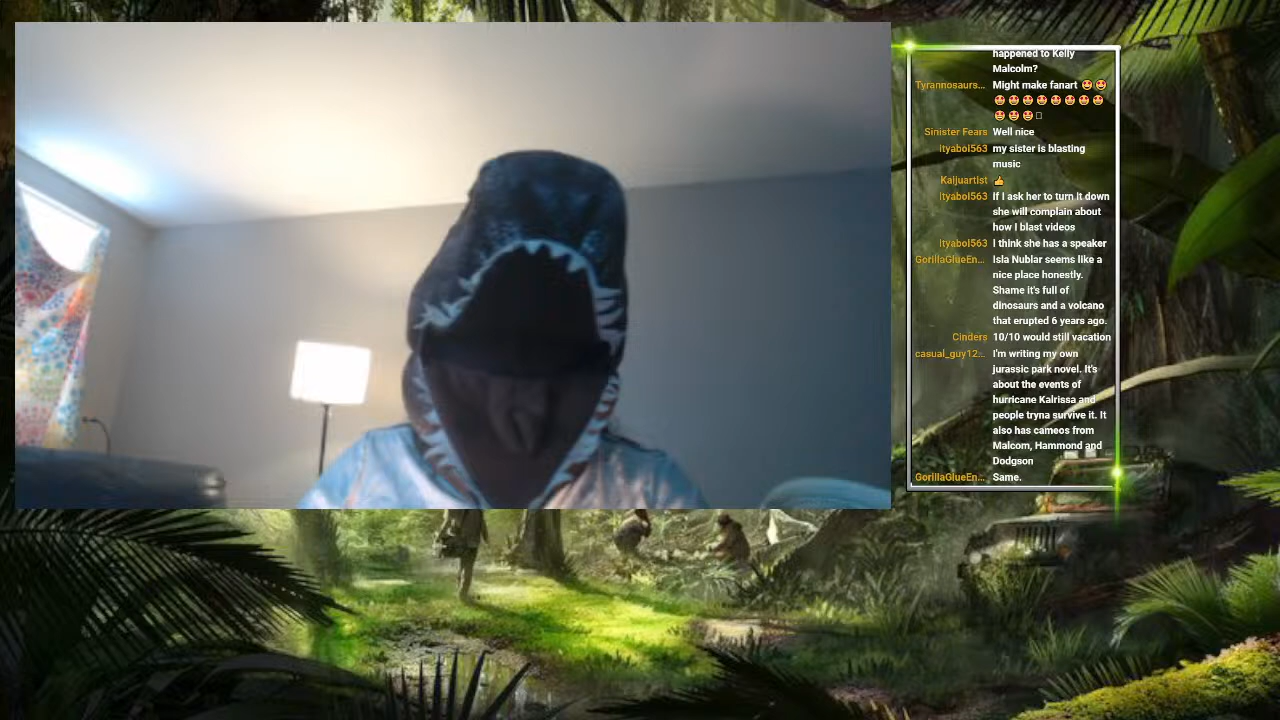 happened to Kelly
Malcolm?
Tyrannosaurs... Might make fanart
Sinister Fears Well nice
ityaboi563 my sister is blasting
music
Kaijuartist
ityaboi563 If I ask her to turn it down
she will complain about
how I blast videos
ityaboi563 I think she has a speaker
GorillaGlueEn... Isla Nublar seems like a
nice place honestly.
Shame it's full of
dinosaurs and a volcano
that erupted 6 years ago.
Cinders 10/10 would still vacation
casual_guy12... I'm writing my own
jurassic park novel. It's
about the events of
hurricane Kalrissa and
people tryna survive it. It
also has cameos from
Malcom, Hammond and
Dodgson
GorillaGlueEn... Same.